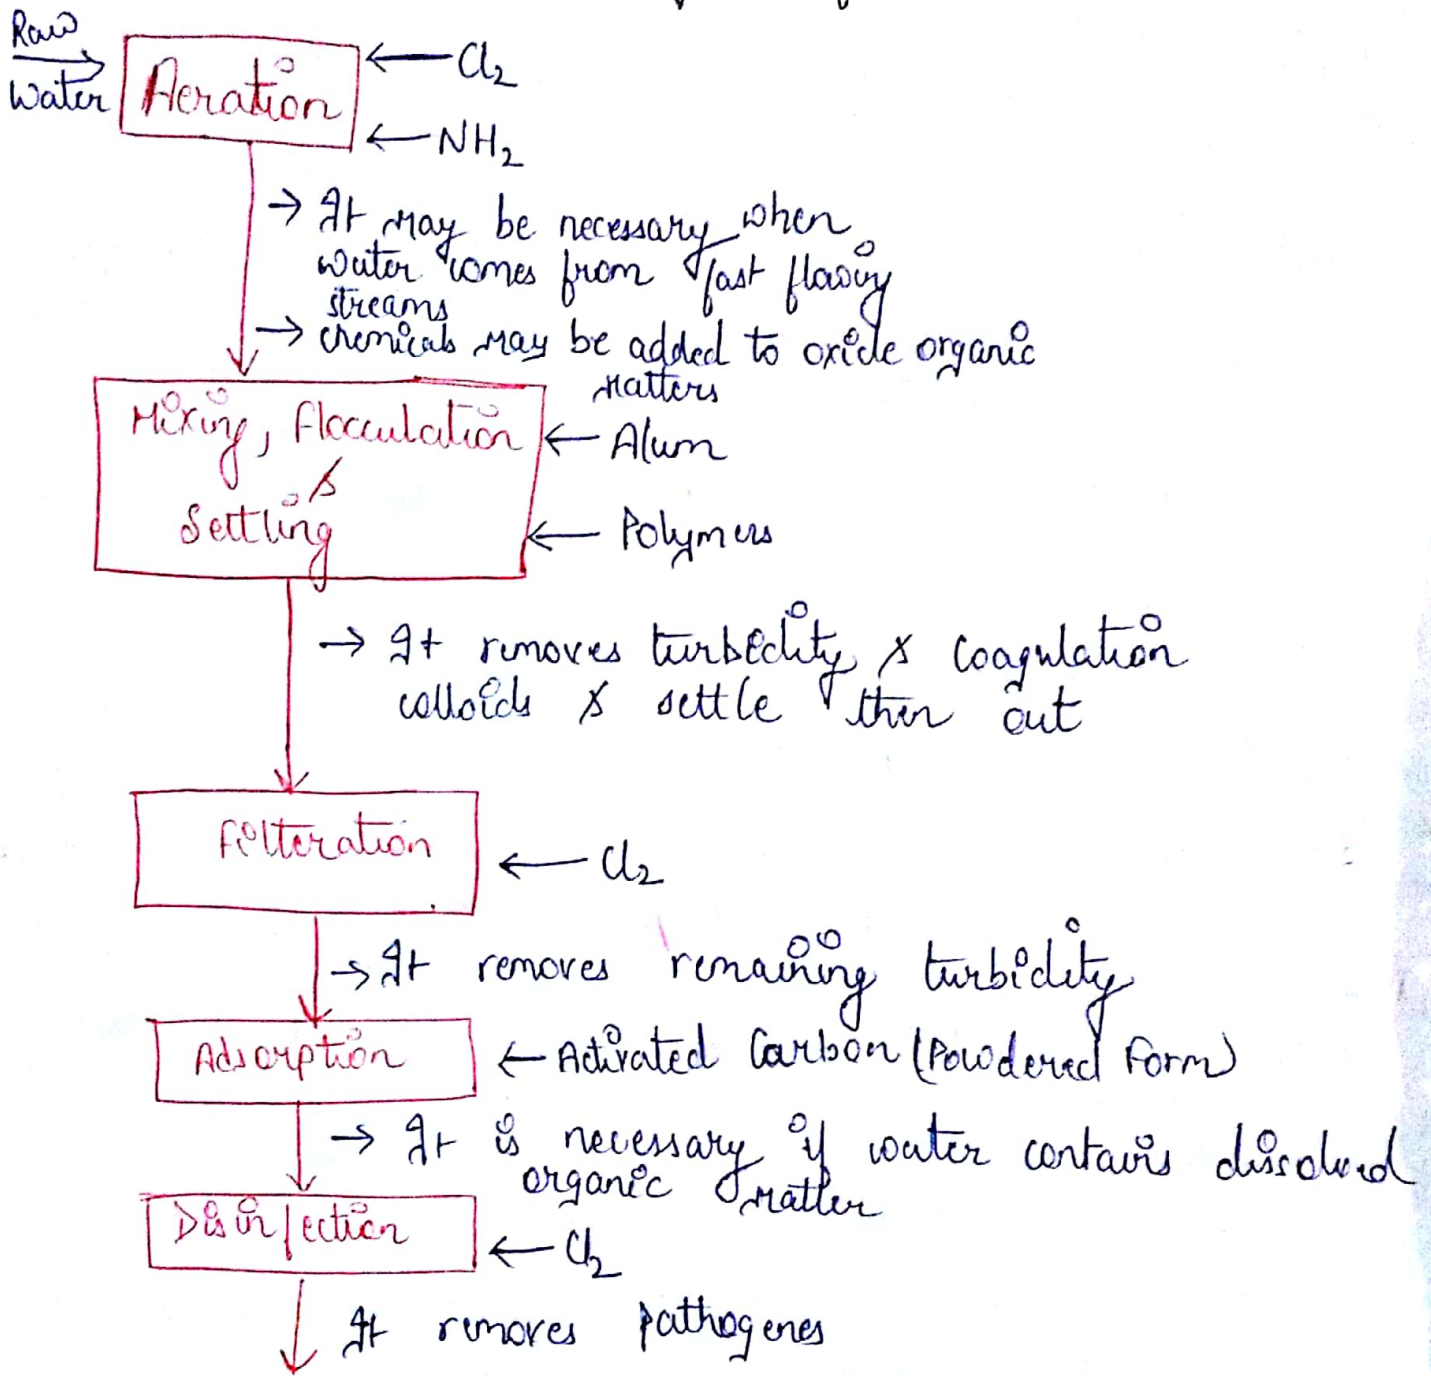 Raw
Water
Aeration
Cl2
NH2
→ It may be necessary when
water comes from fast flowing
streams
→ chemicals may be added to oxide organic
matters
Mixing, Flocculation
&
Settling
Alum
Polymers
→ It removes turbidity & coagulation
colloids & settle then out
Filteration
Cl2
→ It removes remaining turbidity
Adsorption
Activated Carbon (Powdered Form)
→ It is necessary if water contains dissolved
organic matter
Disinfection
Cl2
It removes pathogenes